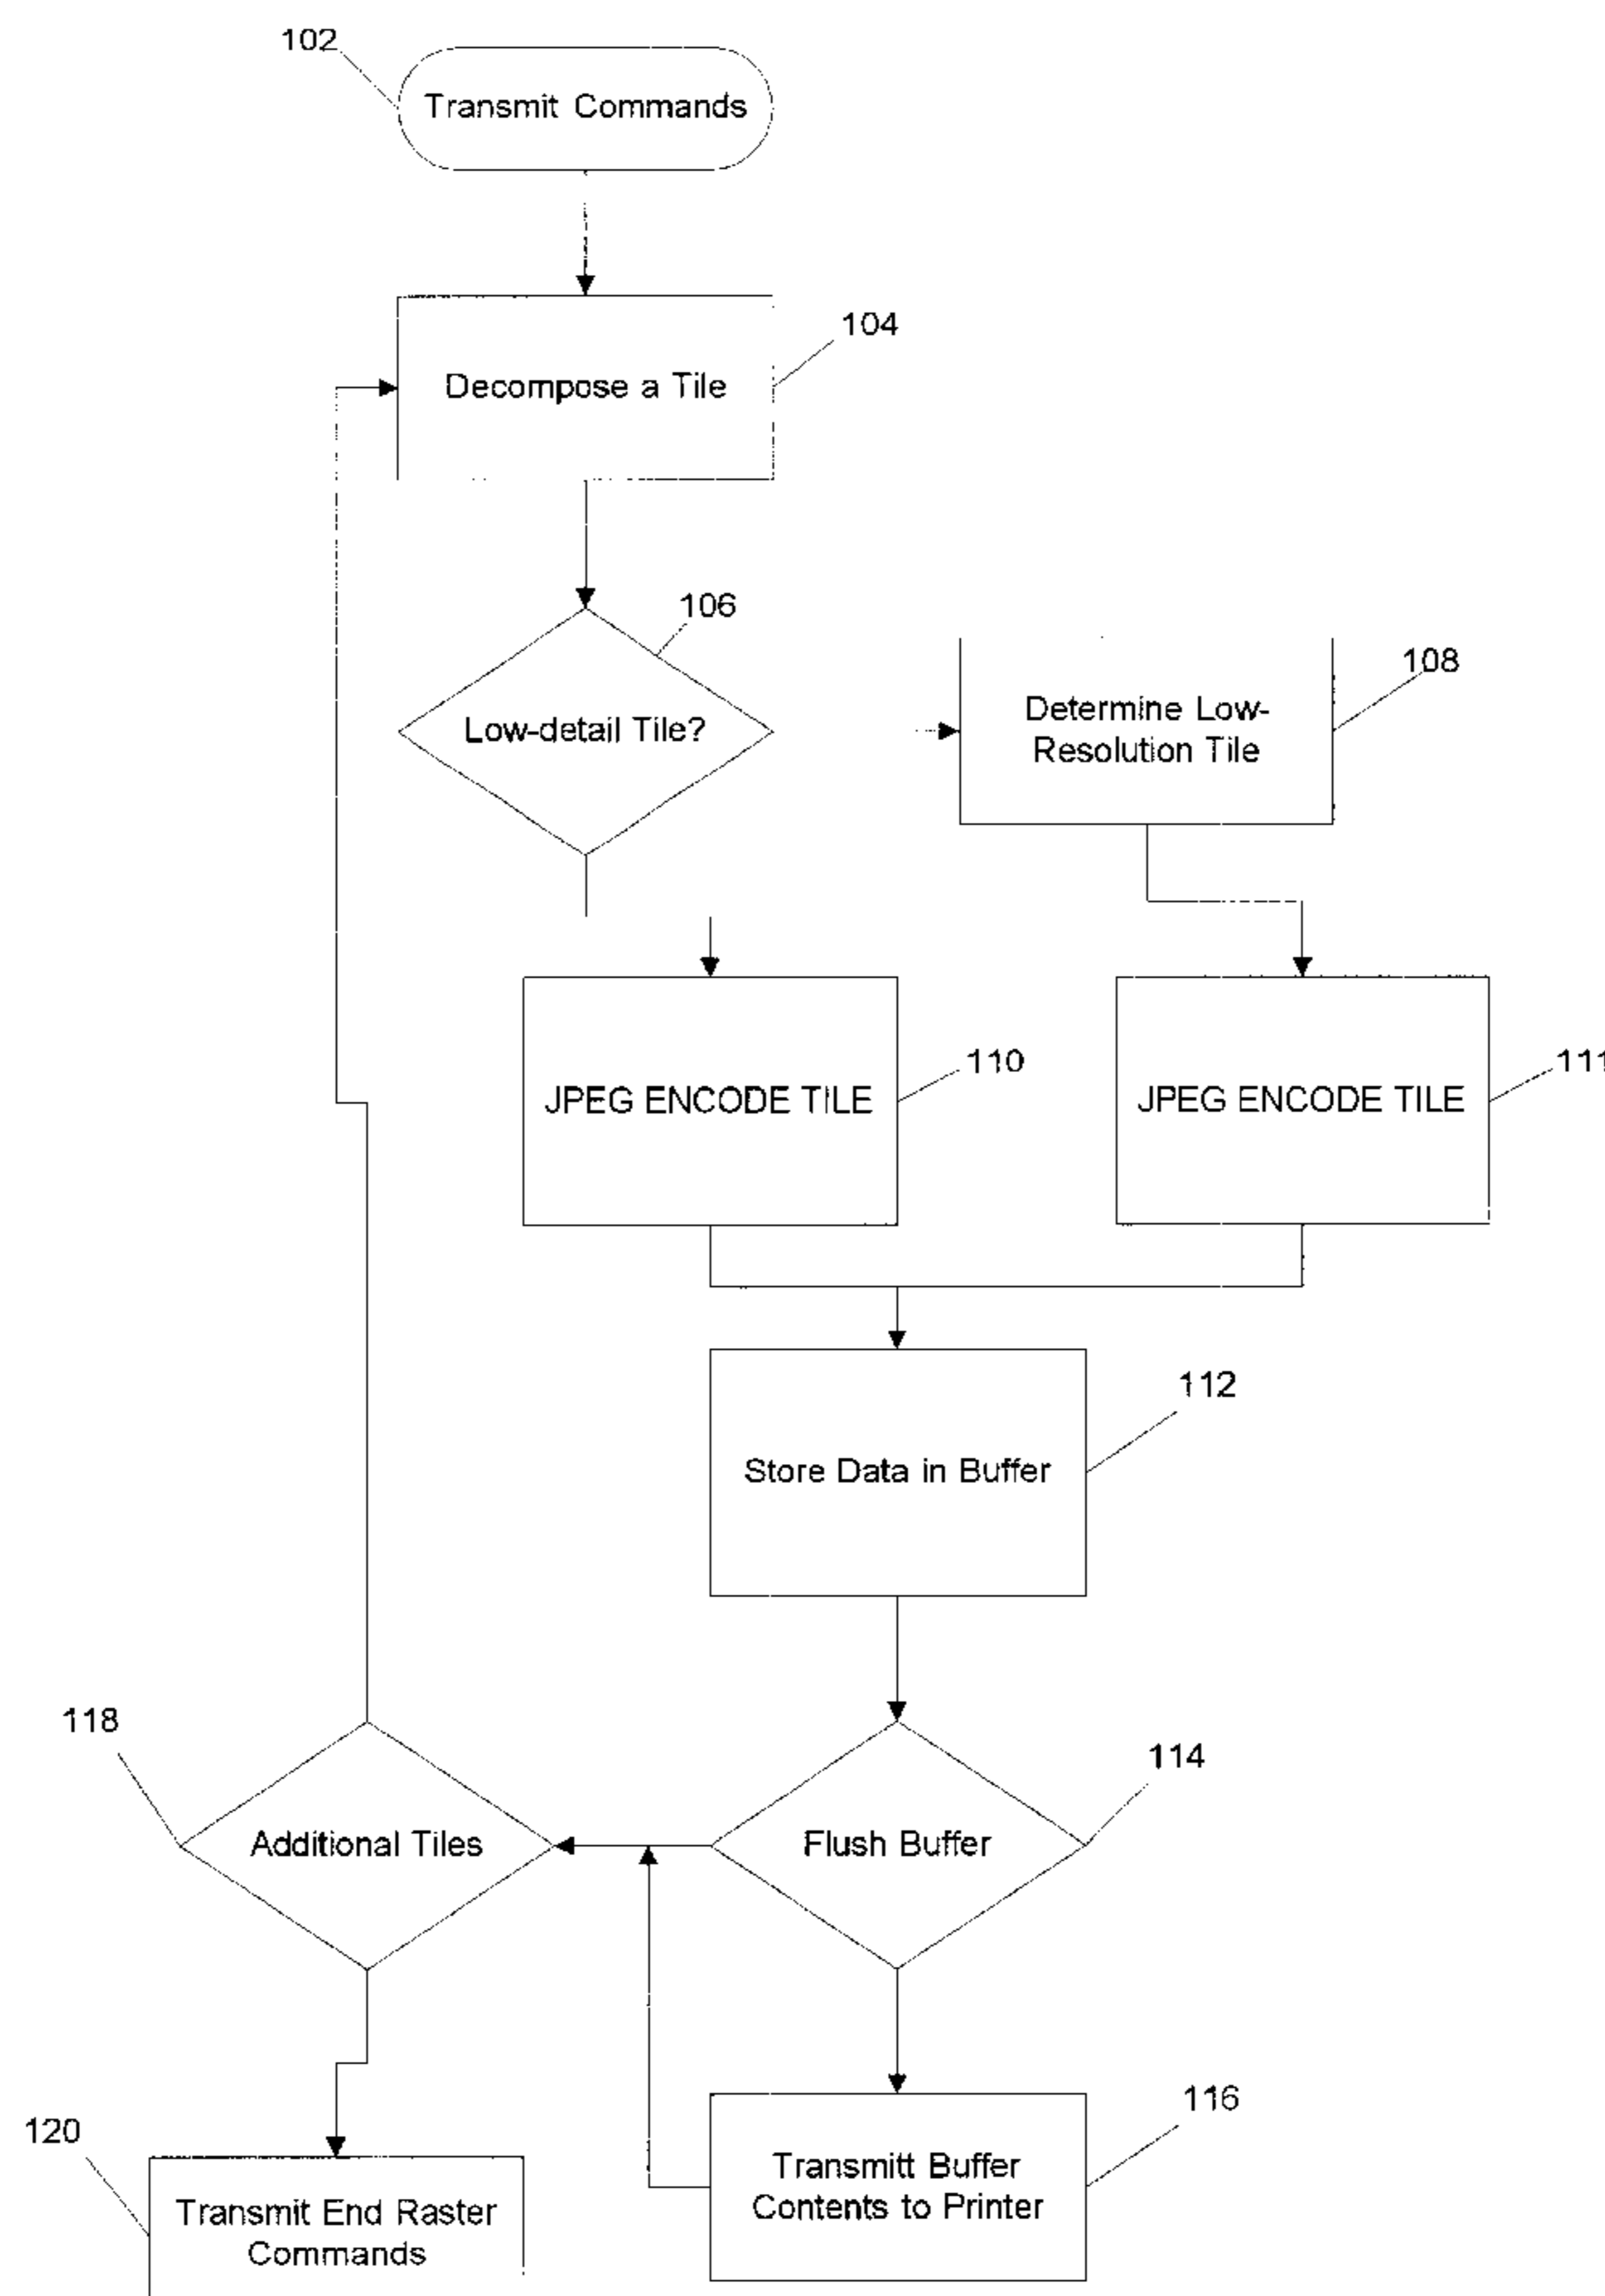 102
Transmit Commands
104
Decompose a Tile
106
108
Low-detail Tile?
Determine Low-
Resolution Tile
110
111
JPEG ENCODE TILE
JPEG ENCODE TILE
112
Store Data in Buffer
118
114
Additional Tiles
Flush Buffer
120
116
Transmitt Buffer
Contents to Printer
Transmit End Raster
Commands